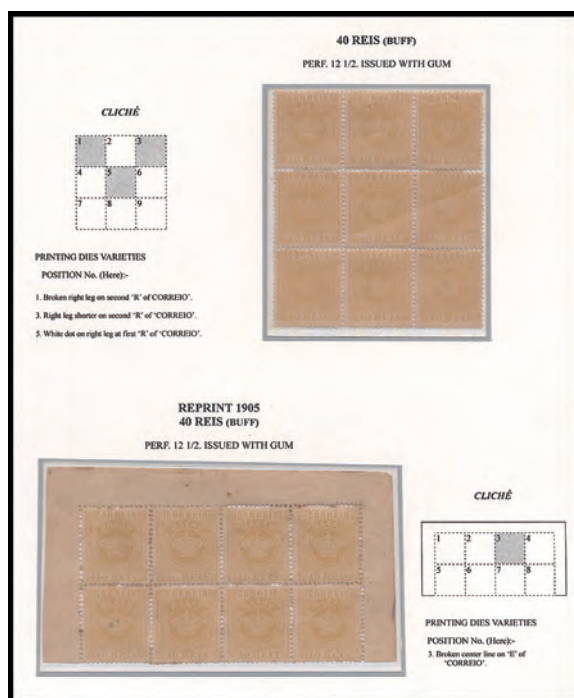 40 REIS (BUFF)
PERF. 12 1/2. ISSUED WITH GUM
CLICHÉ
1 2 3
4 5 6
7 8 9
PRINTING DIES VARIETIES
POSITION No. (Here):-
1. Broken right leg on second 'R' of CORREIO'.
3. Right leg shorter on second 'R' of 'CORREIO'.
5. White dot on right leg at first 'R' of 'CORREIO'.
REPRINT 1905
40 REIS (BUFF)
PERF. 12 1/2. ISSUED WITH GUM
CLICHÉ
1 2 3 4
5 6 7 8
PRINTING DIES VARIETIES
POSITION No. (Here):-
3. Broken center line on 'E' of
'CORREIO'.